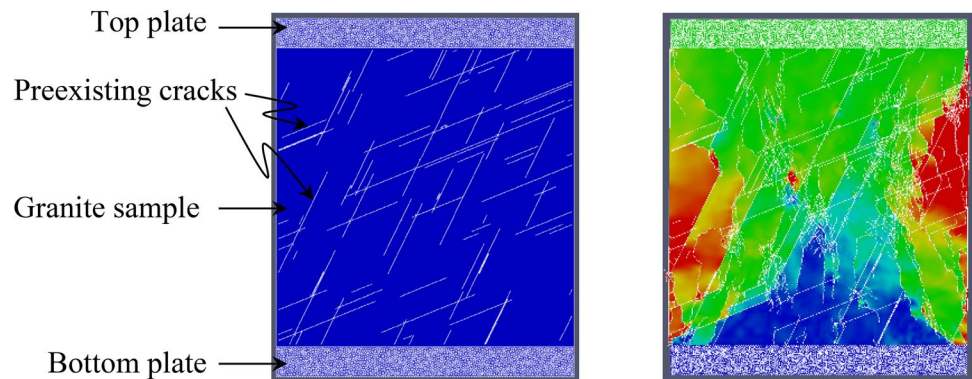 Top plate
Preexisting cracks
Granite sample
Bottom plate